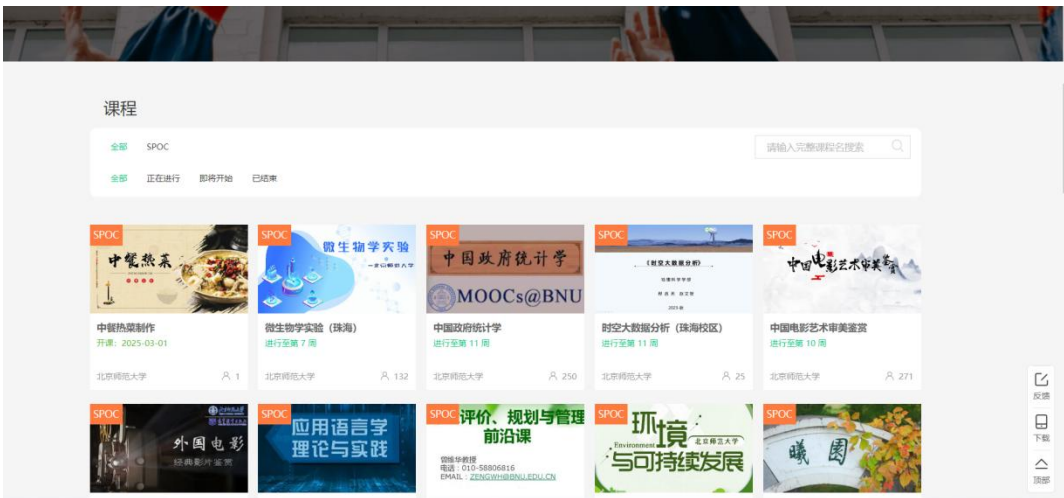 课程
全部 SPOC
请输入完整课程名搜索
全部 正在进行 即将开始 已结束
SPOC
中餐热菜
SPOC
微生物学实验
SPOC
中国政府统计学
MOOCs@BNU
SPOC
《时空大数据分析》
SPOC
中国电影艺术审美鉴赏
中餐热菜制作
开课：2025-03-01
北京师范大学 1
微生物学实验（珠海）
进行至第 7 周
北京师范大学 132
中国政府统计学
进行至第 11 周
北京师范大学 250
时空大数据分析（珠海校区）
进行至第 11 周
北京师范大学 25
中国电影艺术审美鉴赏
进行至第 10 周
北京师范大学 271
SPOC
外国电影
经典影片鉴赏
SPOC
应用语言学
理论与实践
SPOC
评价、规划与管理
前沿课
曾维华教授
电话：010-58806816
EMAIL：ZENGWH@BNU.EDU.CN
SPOC
环境
Environment
北京师范大学
与可持续发展
SPOC
曦园
反馈
下载
顶部